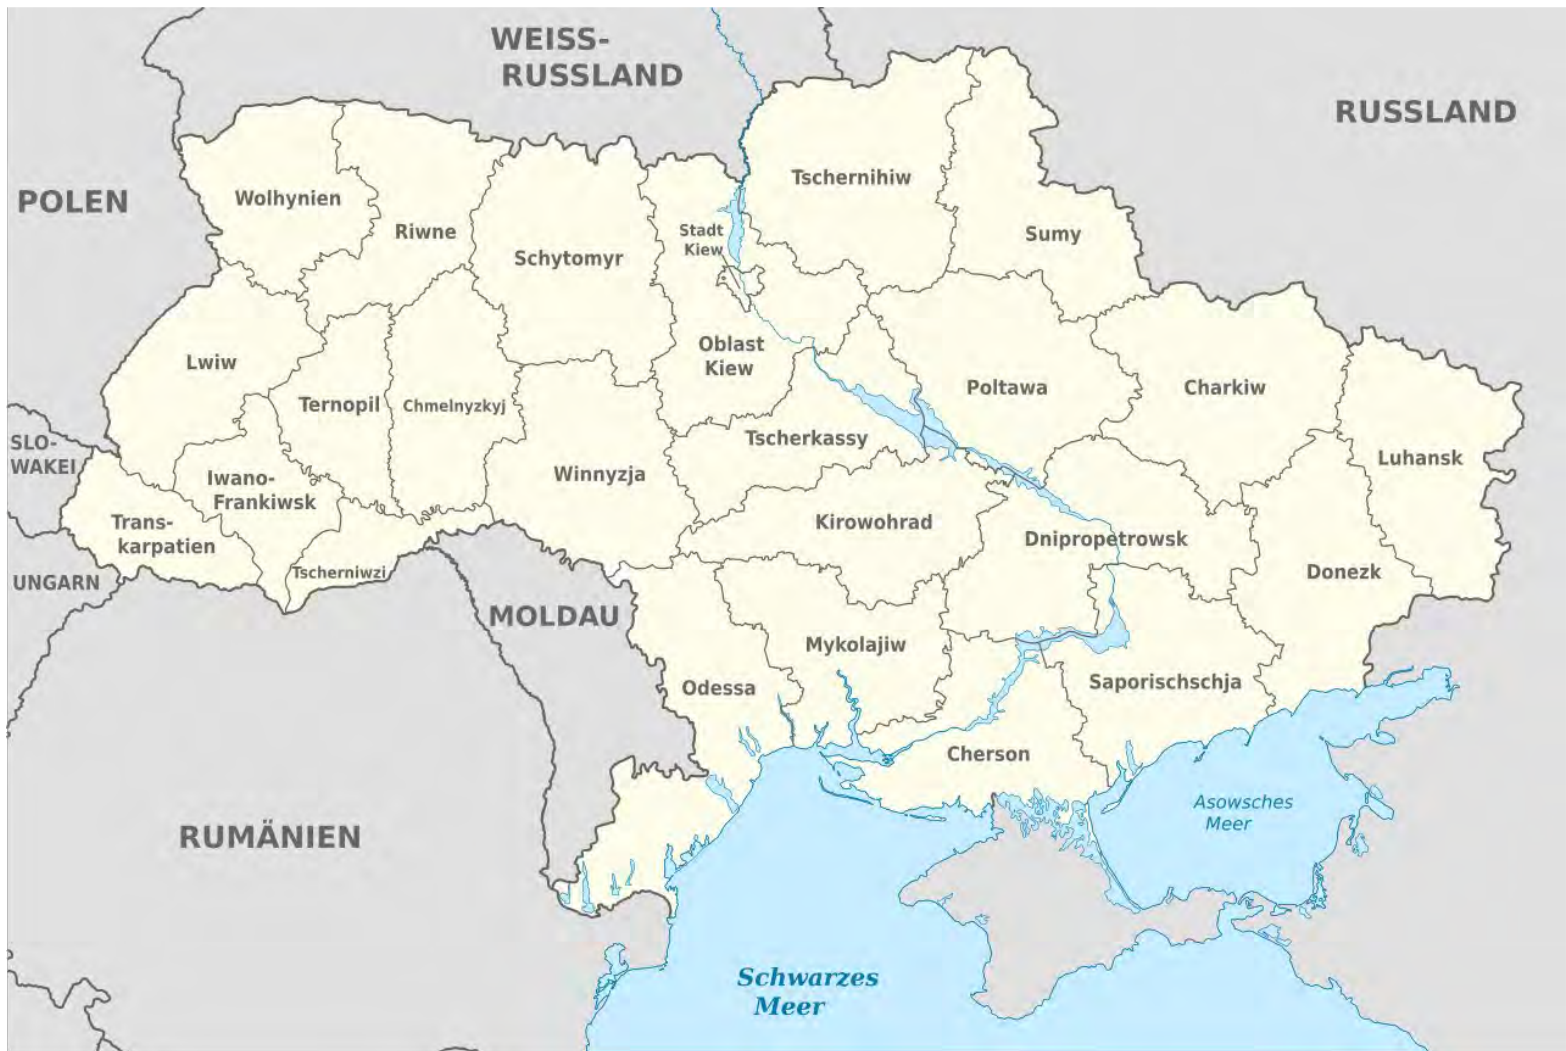 WEISS-
RUSSLAND
RUSSLAND
POLEN
Wolhynien
Riwne
Schytomyr
Stadt
Kiew
Tschernihiw
Sumy
Lwiw
Ternopil
Chmelnyzkyj
Oblast
Kiew
Poltawa
Charkiw
Luhansk
SLO-
WAKEI
Iwano-
Frankiwsk
Winnyzja
Tscherkassy
Kirowohrad
Dnipropetrowsk
Donezk
Trans-
karpatien
Tscherniwzi
UNGARN
MOLDAU
Odessa
Mykolajiw
Saporischschja
Cherson
RUMÄNIEN
Asowsches
Meer
Schwarzes
Meer